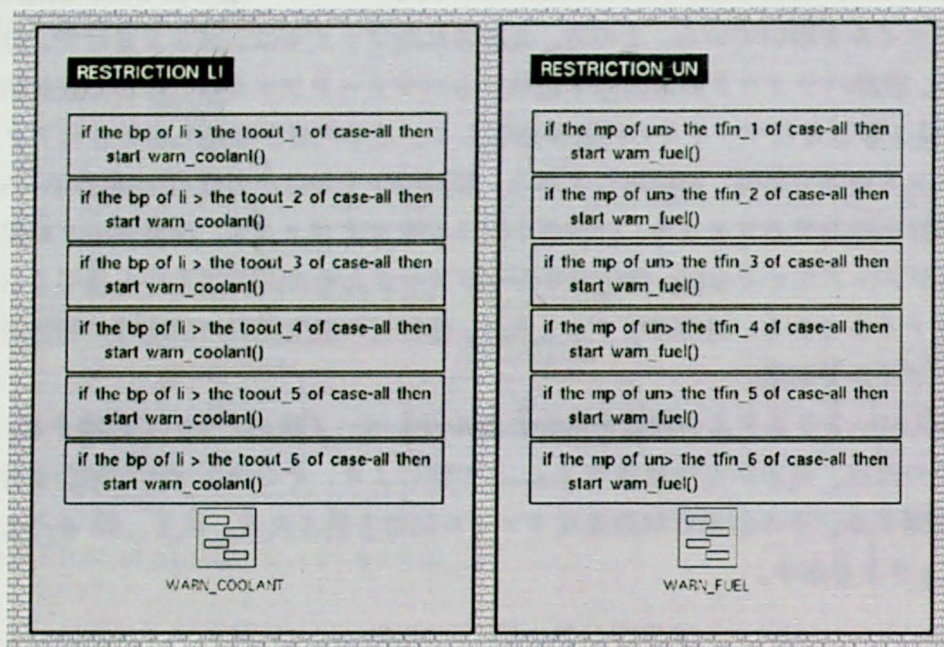 RESTRICTION LI
if the bp of li > the toout_1 of case-all then
start warn_coolant()
if the bp of li > the toout_2 of case-all then
start warn_coolant()
if the bp of li > the toout_3 of case-all then
start warn_coolant()
if the bp of li > the toout_4 of case-all then
start warn_coolant()
if the bp of li > the toout_5 of case-all then
start warn_coolant()
if the bp of li > the toout_6 of case-all then
start warn_coolant()
WARN_COOLANT
RESTRICTION_UN
if the mp of un> the tfin_1 of case-all then
start warn_fuel()
if the mp of un> the tfin_2 of case-all then
start warn_fuel()
if the mp of un> the tfin_3 of case-all then
start warn_fuel()
if the mp of un> the tfin_4 of case-all then
start warn_fuel()
if the mp of un> the tfin_5 of case-all then
start warn_fuel()
if the mp of un> the tfin_6 of case-all then
start warn_fuel()
WARN_FUEL